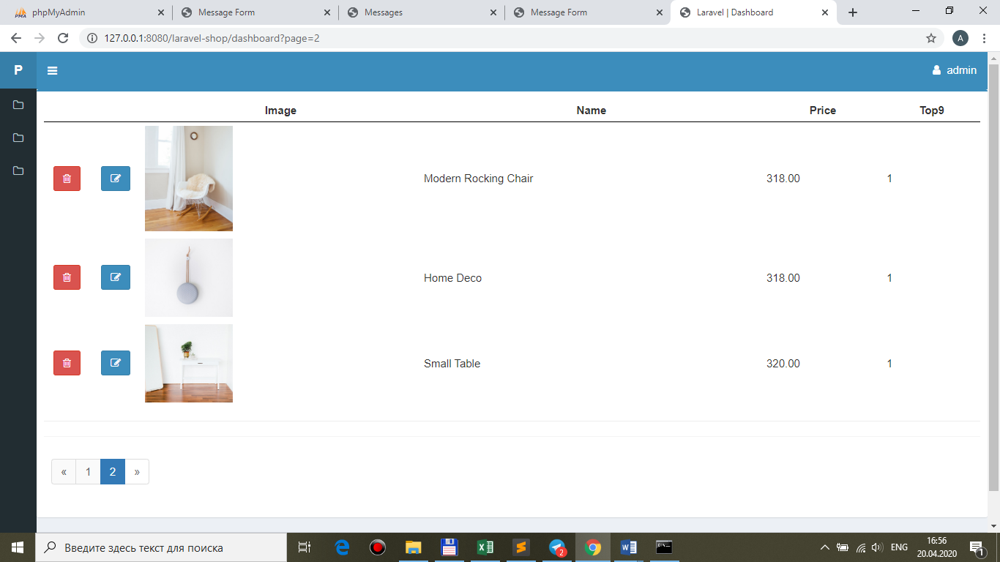 phpMyAdmin
Message Form
Messages
Message Form
Laravel | Dashboard
127.0.0.1:8080/laravel-shop/dashboard?page=2
A
P
admin
Image Name Price Top9
Modern Rocking Chair 318.00 1
Home Deco 318.00 1
Small Table 320.00 1
« 1 2 »
Введите здесь текст для поиска
2
ENG
16:56
20.04.2020
1